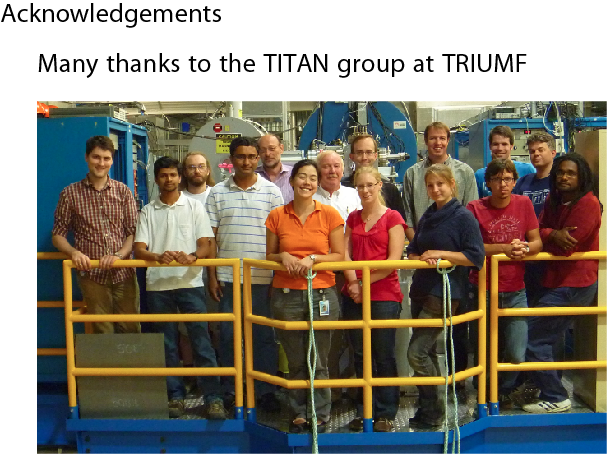 Acknowledgements
Many thanks to the TITAN group at TRIUMF